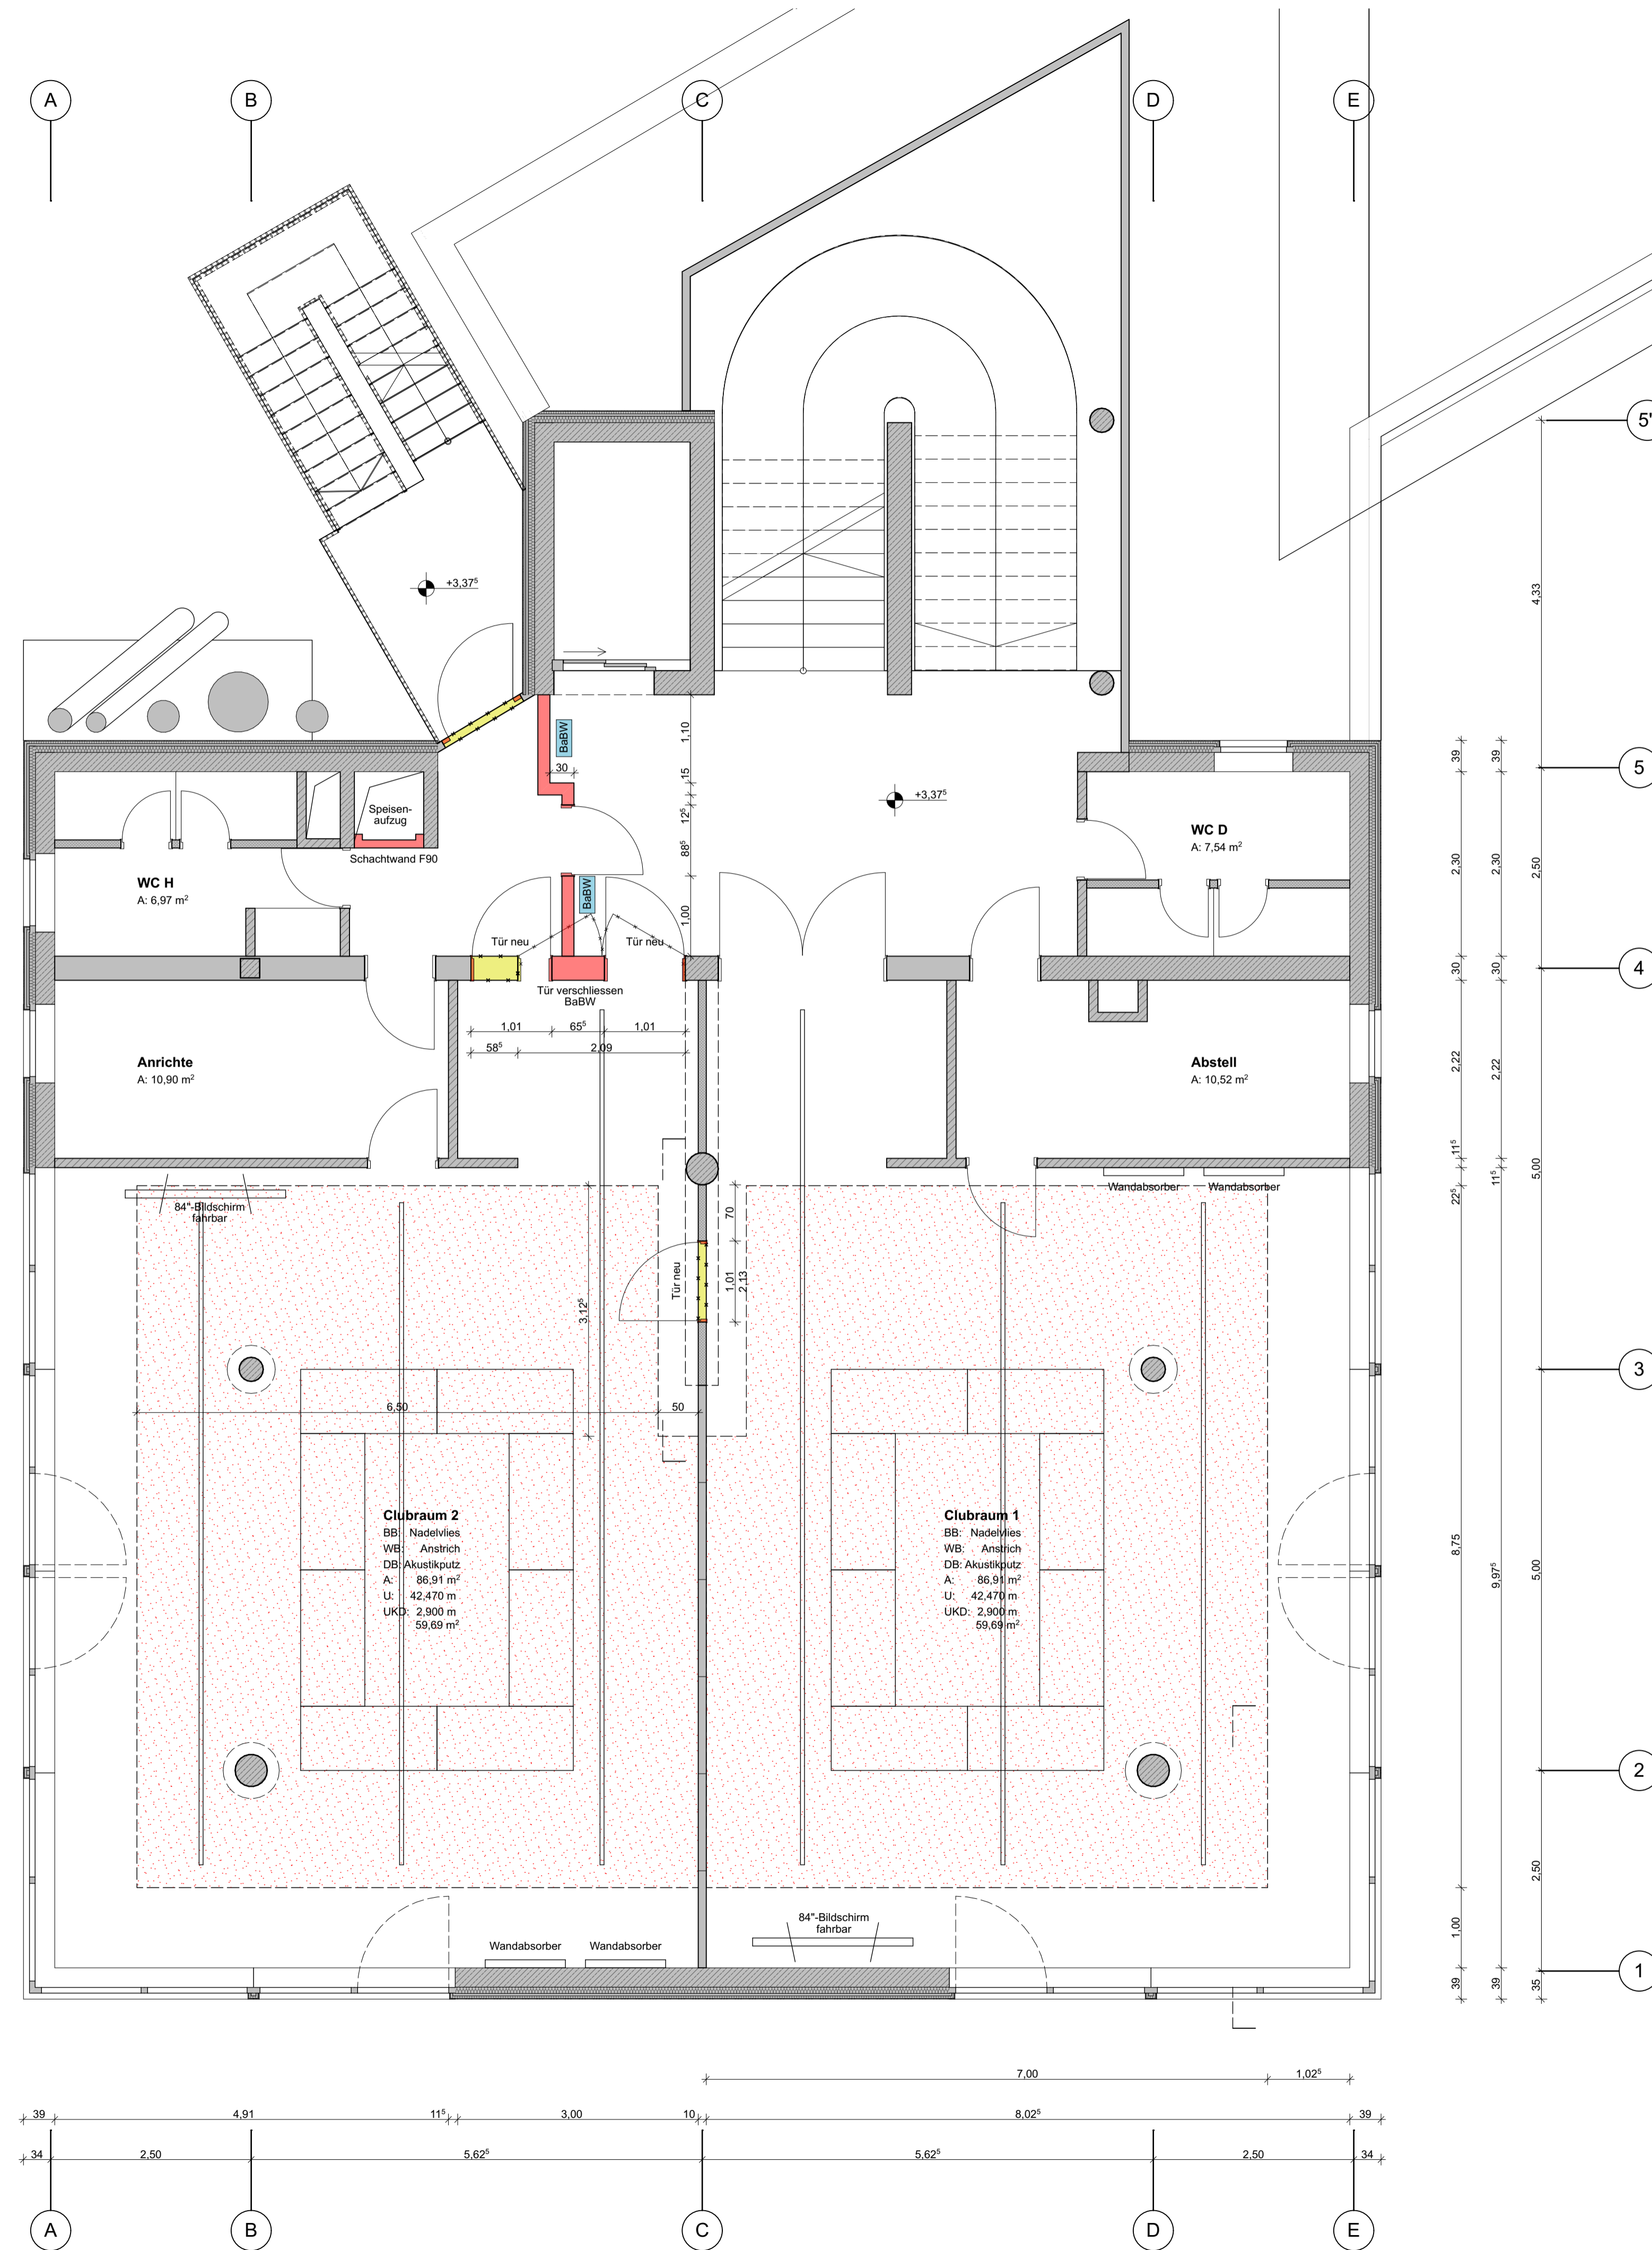 A
B
C
D
E
5'
4,33
+3,37⁵
BaBW
1,10
39
39
5
30
15
+3,37⁵
Speisen-
aufzug
12⁵
WC D
A: 7,54 m²
88⁵
2,30
2,30
2,50
Schachtwand F90
WC H
A: 6,97 m²
BaBW
1,00
Tür neu
Tür neu
30
30
4
Tür verschliessen
BaBW
1,01
65⁵
1,01
58⁵
2,09
Anrichte
A: 10,90 m²
Abstell
A: 10,52 m²
2,22
2,22
11⁵
11⁵
5,00
22⁵
Wandabsorber
Wandabsorber
84"-Bildschirm
fahrbar
70
Tür neu
1,01
2,13
3,12⁵
3
6,50
50
Clubraum 2
BB: Nadelvlies
WB: Anstrich
DB: Akustikputz
A: 86,91 m²
U: 42,470 m
UKD: 2,900 m
59,69 m²
Clubraum 1
BB: Nadelvlies
WB: Anstrich
DB: Akustikputz
A: 86,91 m²
U: 42,470 m
UKD: 2,900 m
59,69 m²
8,75
9,97⁵
5,00
2
2,50
84"-Bildschirm
fahrbar
1,00
Wandabsorber
Wandabsorber
39
39
35
1
7,00
1,02⁵
39
4,91
11⁵
3,00
10
8,02⁵
39
34
2,50
5,62⁵
5,62⁵
2,50
34
A
B
C
D
E